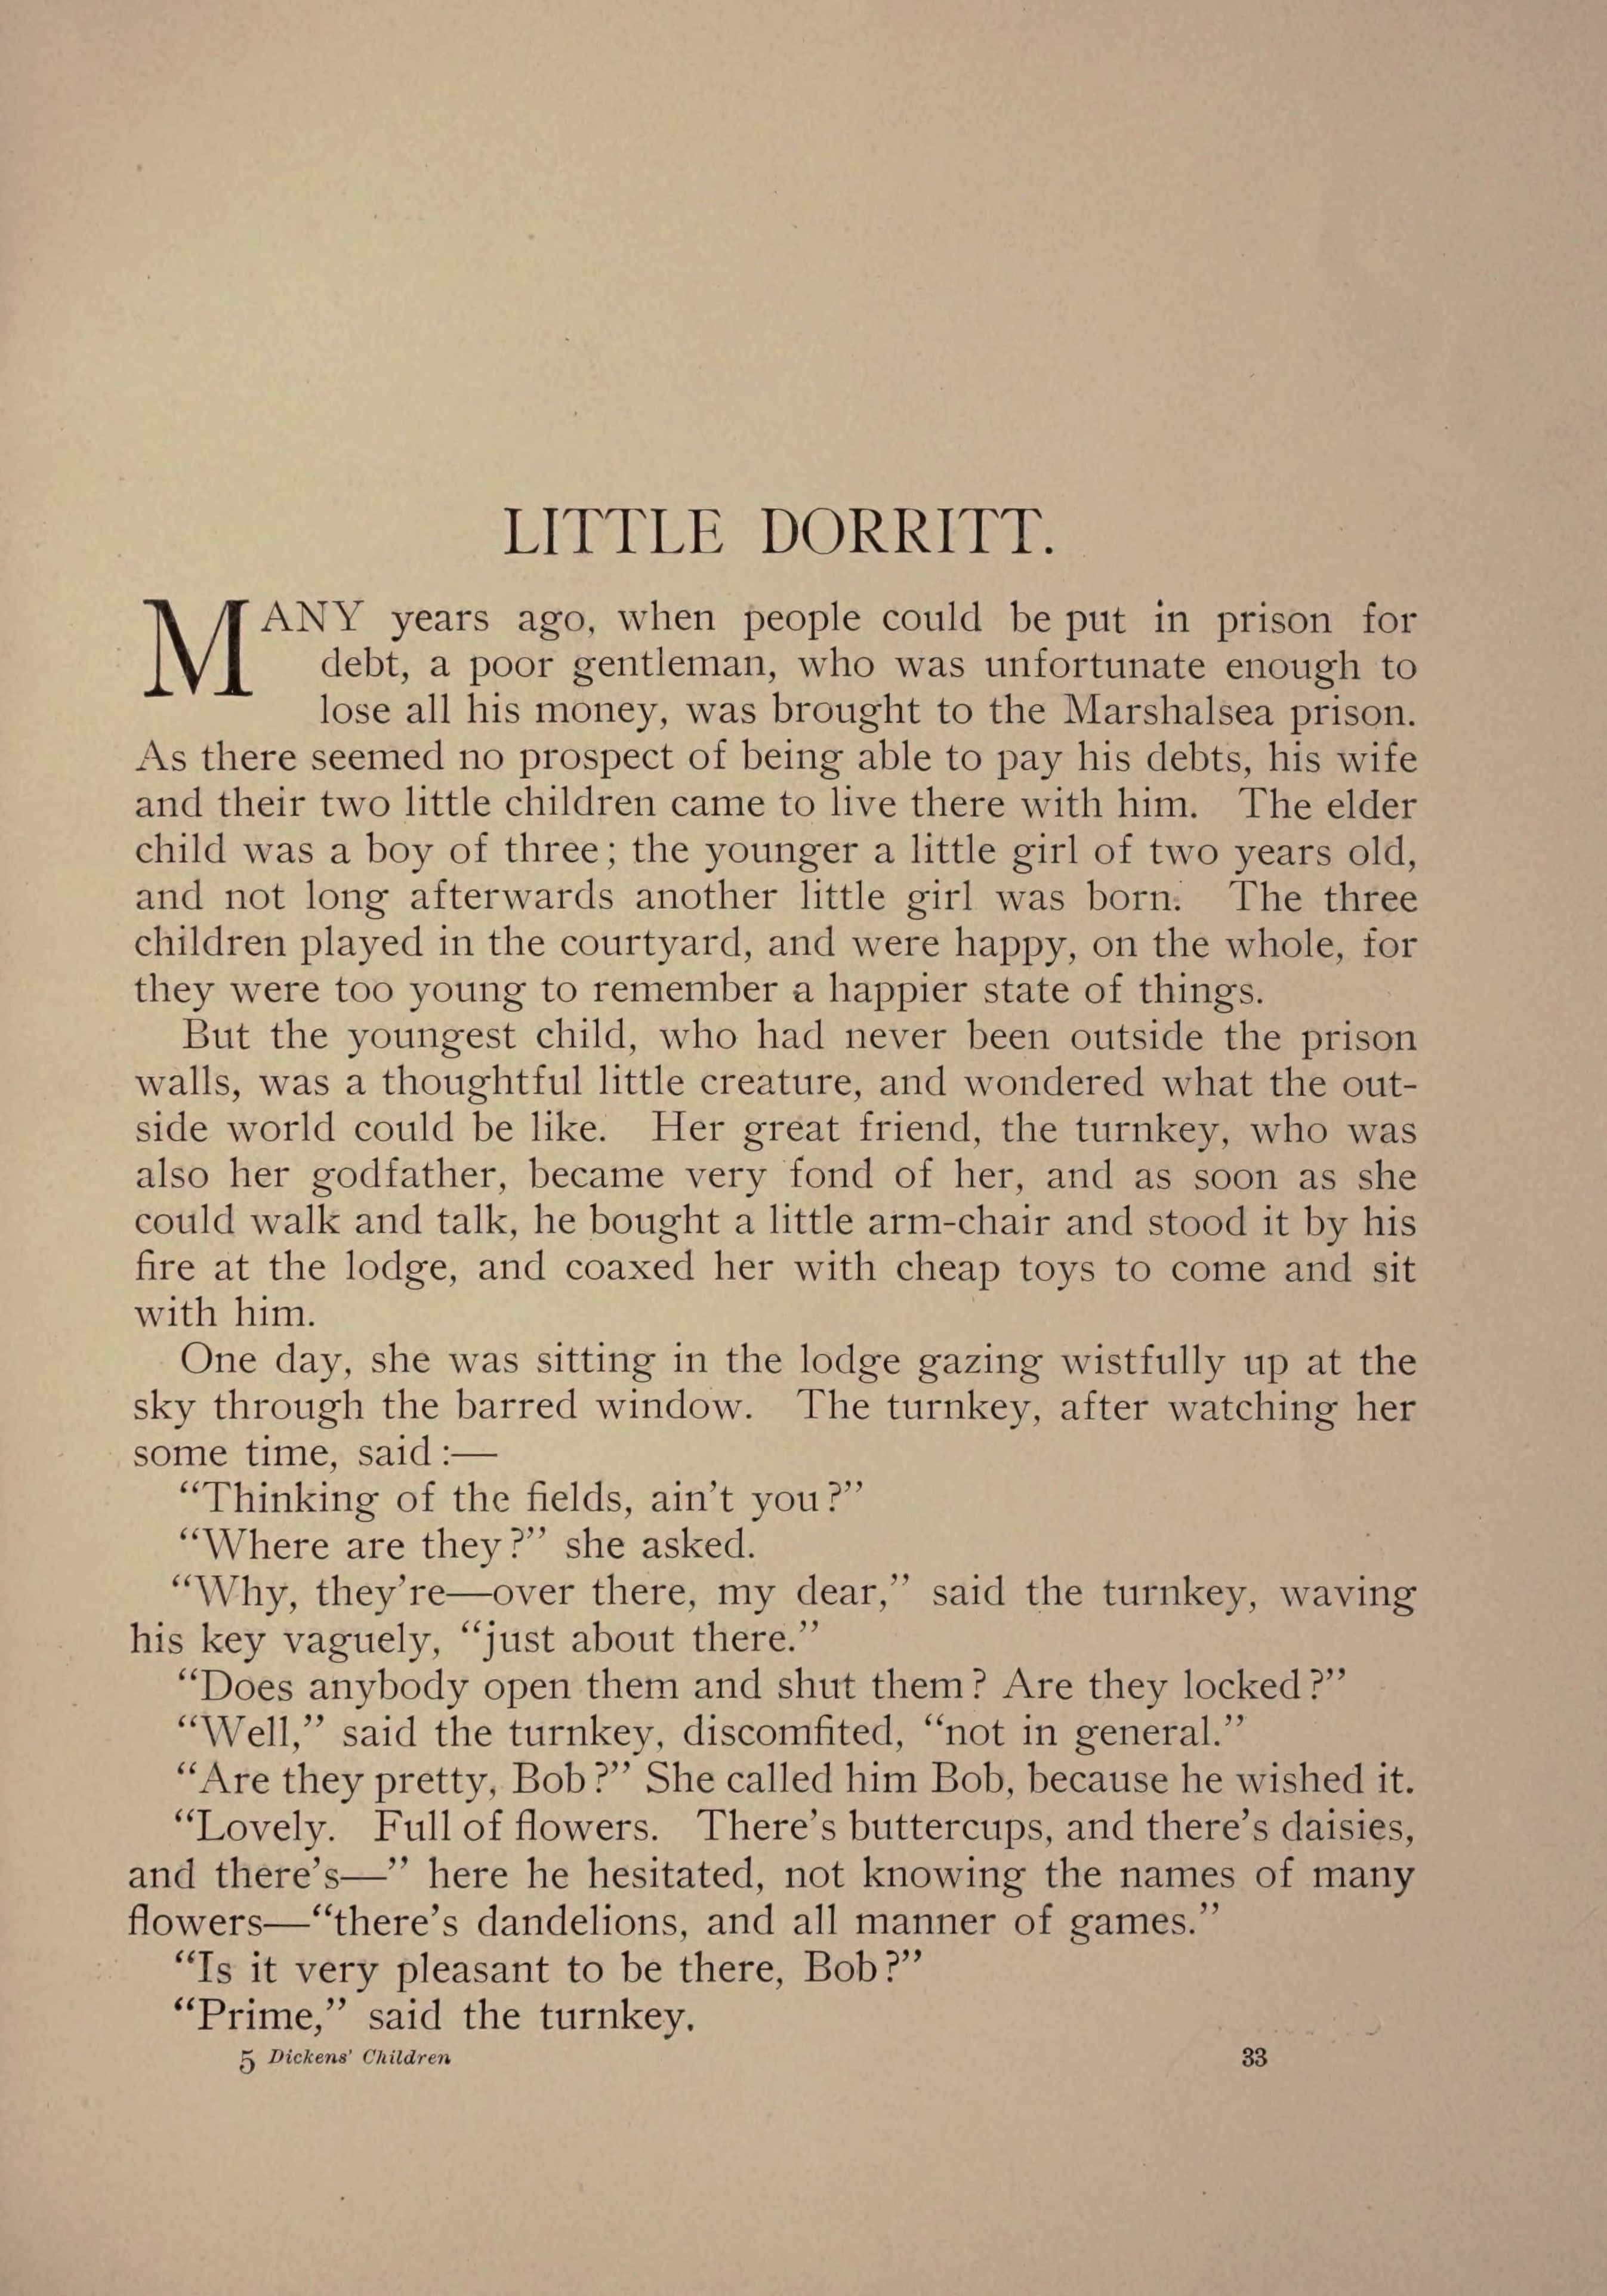 LITTLE DORRITT.
MANY years ago, when people could be put in prison for
debt, a poor gentleman, who was unfortunate enough to
lose all his money, was brought to the Marshalsea prison.
As there seemed no prospect of being able to pay his debts, his wife
and their two little children came to live there with him. The elder
child was a boy of three; the younger a little girl of two years old,
and not long afterwards another little girl was born. The three
children played in the courtyard, and were happy, on the whole, for
they were too young to remember a happier state of things.
But the youngest child, who had never been outside the prison
walls, was a thoughtful little creature, and wondered what the out-
side world could be like. Her great friend, the turnkey, who was
also her godfather, became very fond of her, and as soon as she
could walk and talk, he bought a little arm-chair and stood it by his
fire at the lodge, and coaxed her with cheap toys to come and sit
with him.
One day, she was sitting in the lodge gazing wistfully up at the
sky through the barred window. The turnkey, after watching her
some time, said:—
“Thinking of the fields, ain’t you?”
“Where are they?” she asked.
“Why, they’re—over there, my dear,” said the turnkey, waving
his key vaguely, “just about there.”
“Does anybody open them and shut them? Are they locked?”
“Well,” said the turnkey, discomfited, “not in general.”
“Are they pretty, Bob?” She called him Bob, because he wished it.
“Lovely. Full of flowers. There’s buttercups, and there’s daisies,
and there’s—” here he hesitated, not knowing the names of many
flowers—“there’s dandelions, and all manner of games.”
“Is it very pleasant to be there, Bob?”
“Prime,” said the turnkey.
5 Dickens’ Children 33